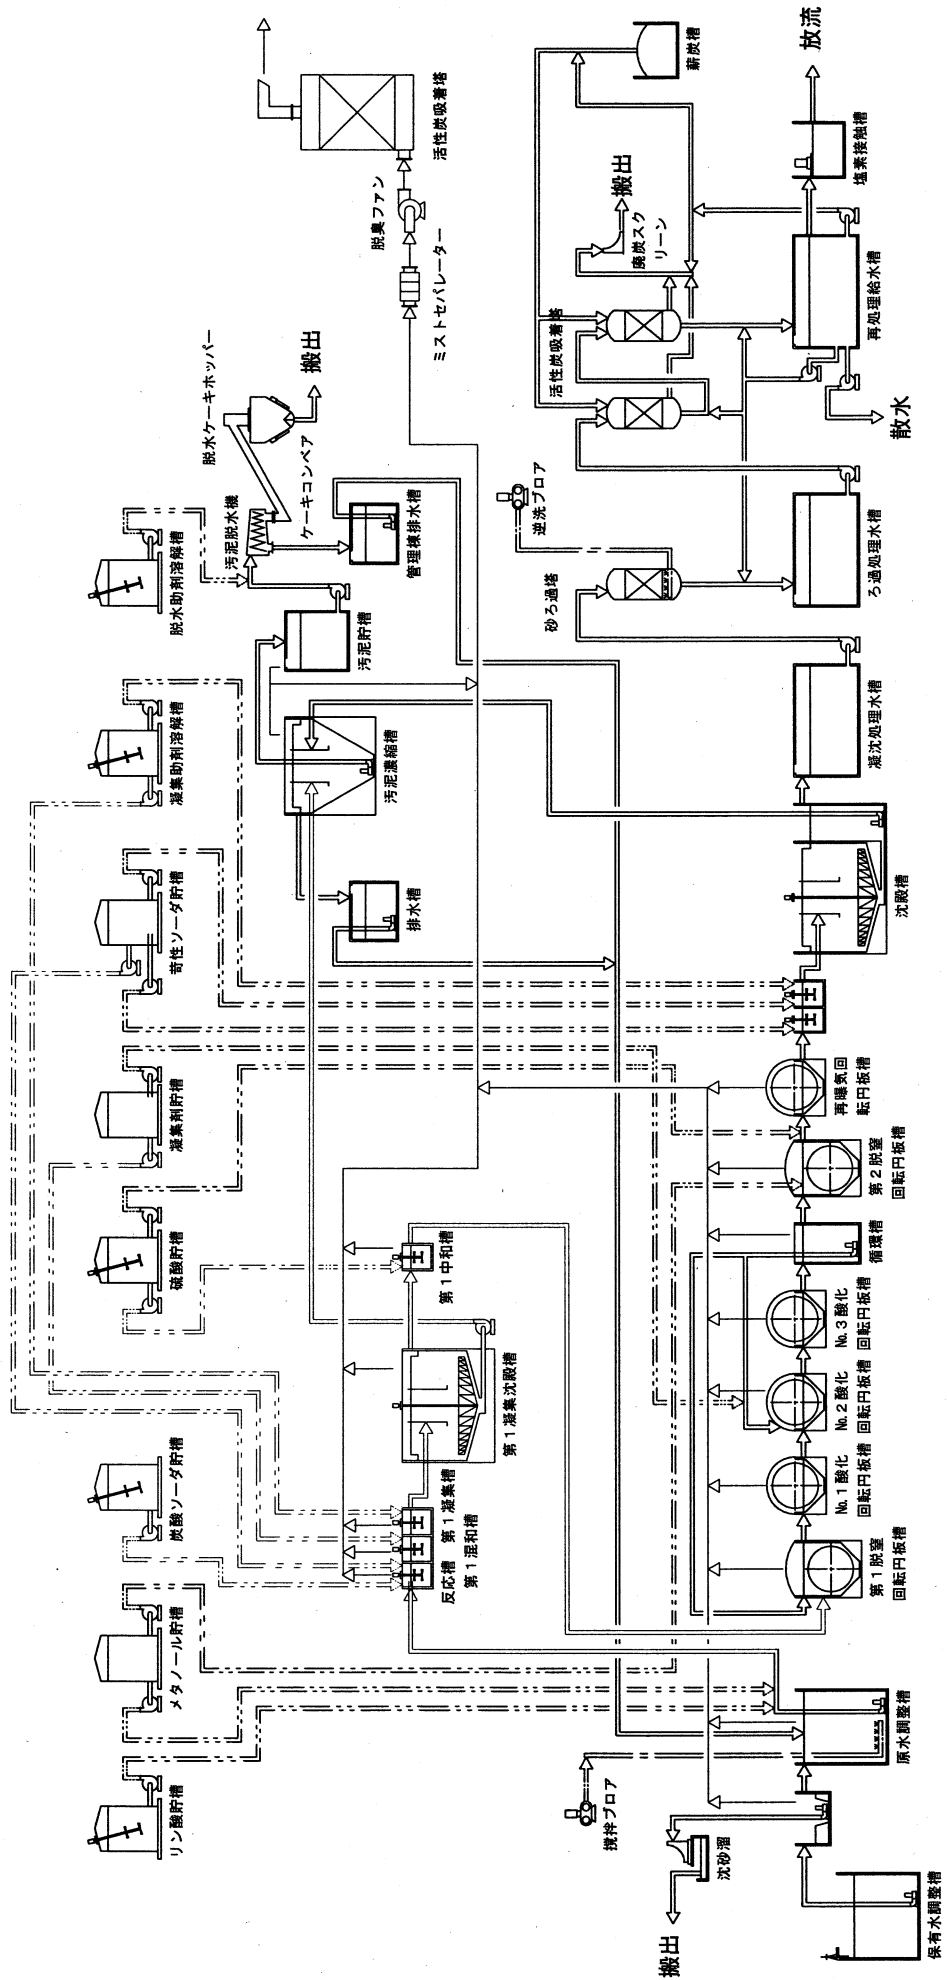 リン酸貯槽
メタノール貯槽
炭酸ソーダ貯槽
硫酸貯槽
凝集剤貯槽
苛性ソーダ貯槽
凝集助剤溶解槽
脱水助剤溶解槽
脱水ケーキホッパー
汚泥脱水機
搬出
ケーキコンベア
管理棟排水槽
汚泥貯槽
汚泥濃縮槽
排水槽
ミストセパレーター
脱臭ファン
活性炭吸着塔
反応槽
第1混和槽
第1凝集槽
第1凝集沈殿槽
第1中和槽
撹拌ブロア
砂ろ過塔
逆洗ブロア
活性炭吸着塔
廃炭スク
リーン
搬出
薪炭槽
搬出
沈砂溜
保有水調整槽
原水調整槽
第1脱窒
回転円板槽
No.1酸化
回転円板槽
No.2酸化
回転円板槽
No.3酸化
回転円板槽
循環槽
第2脱窒
回転円板槽
再曝気回
転円板槽
沈殿槽
凝沈処理水槽
ろ過処理水槽
散水
再処理給水槽
塩素接触槽
放流